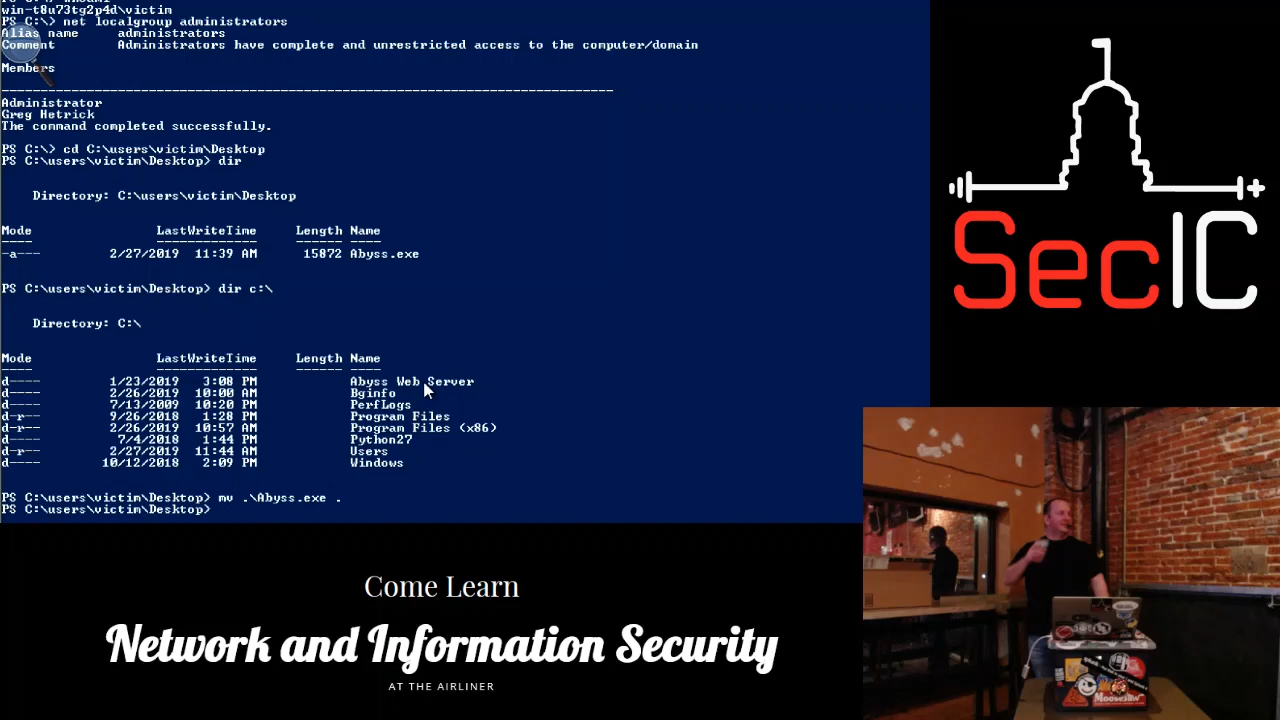 PS C:\> whoami
win-t8u73tg2p4d\victim
PS C:\> net localgroup administrators
Alias name     administrators
Comment        Administrators have complete and unrestricted access to the computer/domain
Members
-------------------------------------------------------------------------------
Administrator
Greg Hetrick
The command completed successfully.
PS C:\> cd C:\users\victim\Desktop
PS C:\users\victim\Desktop> dir
Directory: C:\users\victim\Desktop
Mode                LastWriteTime     Length Name
----                -------------     ------ ----
-a---         2/27/2019  11:39 AM      15872 Abyss.exe
PS C:\users\victim\Desktop> dir c:\
Directory: C:\
Mode                LastWriteTime     Length Name
----                -------------     ------ ----
d----         1/23/2019   3:08 PM            Abyss Web Server
d----         2/26/2019  10:00 AM            Bginfo
d----         7/13/2009  10:20 PM            PerfLogs
d-r--         9/26/2018   1:28 PM            Program Files
d-r--         2/26/2019  10:57 AM            Program Files (x86)
d----          7/4/2018   1:44 PM            Python27
d-r--         2/27/2019  11:44 AM            Users
d----        10/12/2018   2:09 PM            Windows
PS C:\users\victim\Desktop> mv .\Abyss.exe .
PS C:\users\victim\Desktop>
SecIC
Come Learn
Network and Information Security
AT THE AIRLINER
Moosejaw